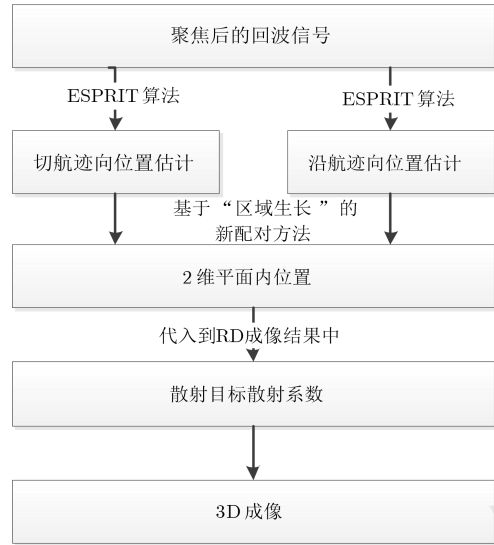 聚焦后的回波信号
ESPRIT 算法
ESPRIT 算法
切航迹向位置估计
沿航迹向位置估计
基于“区域生长 ”的
新配对方法
2 维平面内位置
代入到RD成像结果中
散射目标散射系数
3D 成像